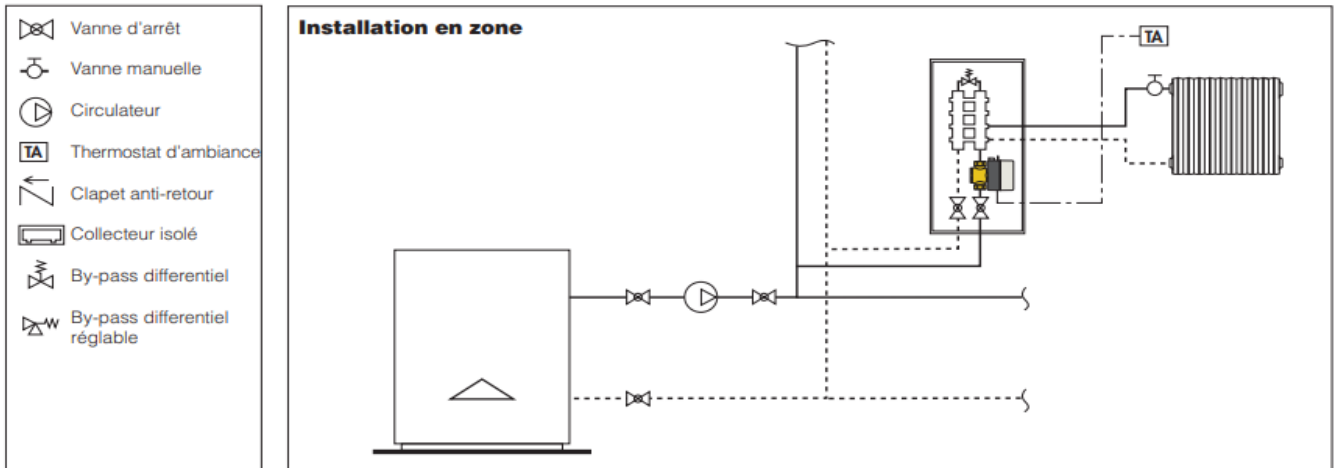 Vanne d'arrêt
Vanne manuelle
Circulateur
TA
Thermostat d'ambiance
Clapet anti-retour
Collecteur isolé
By-pass differentiel
By-pass differentiel
réglable
Installation en zone
TA